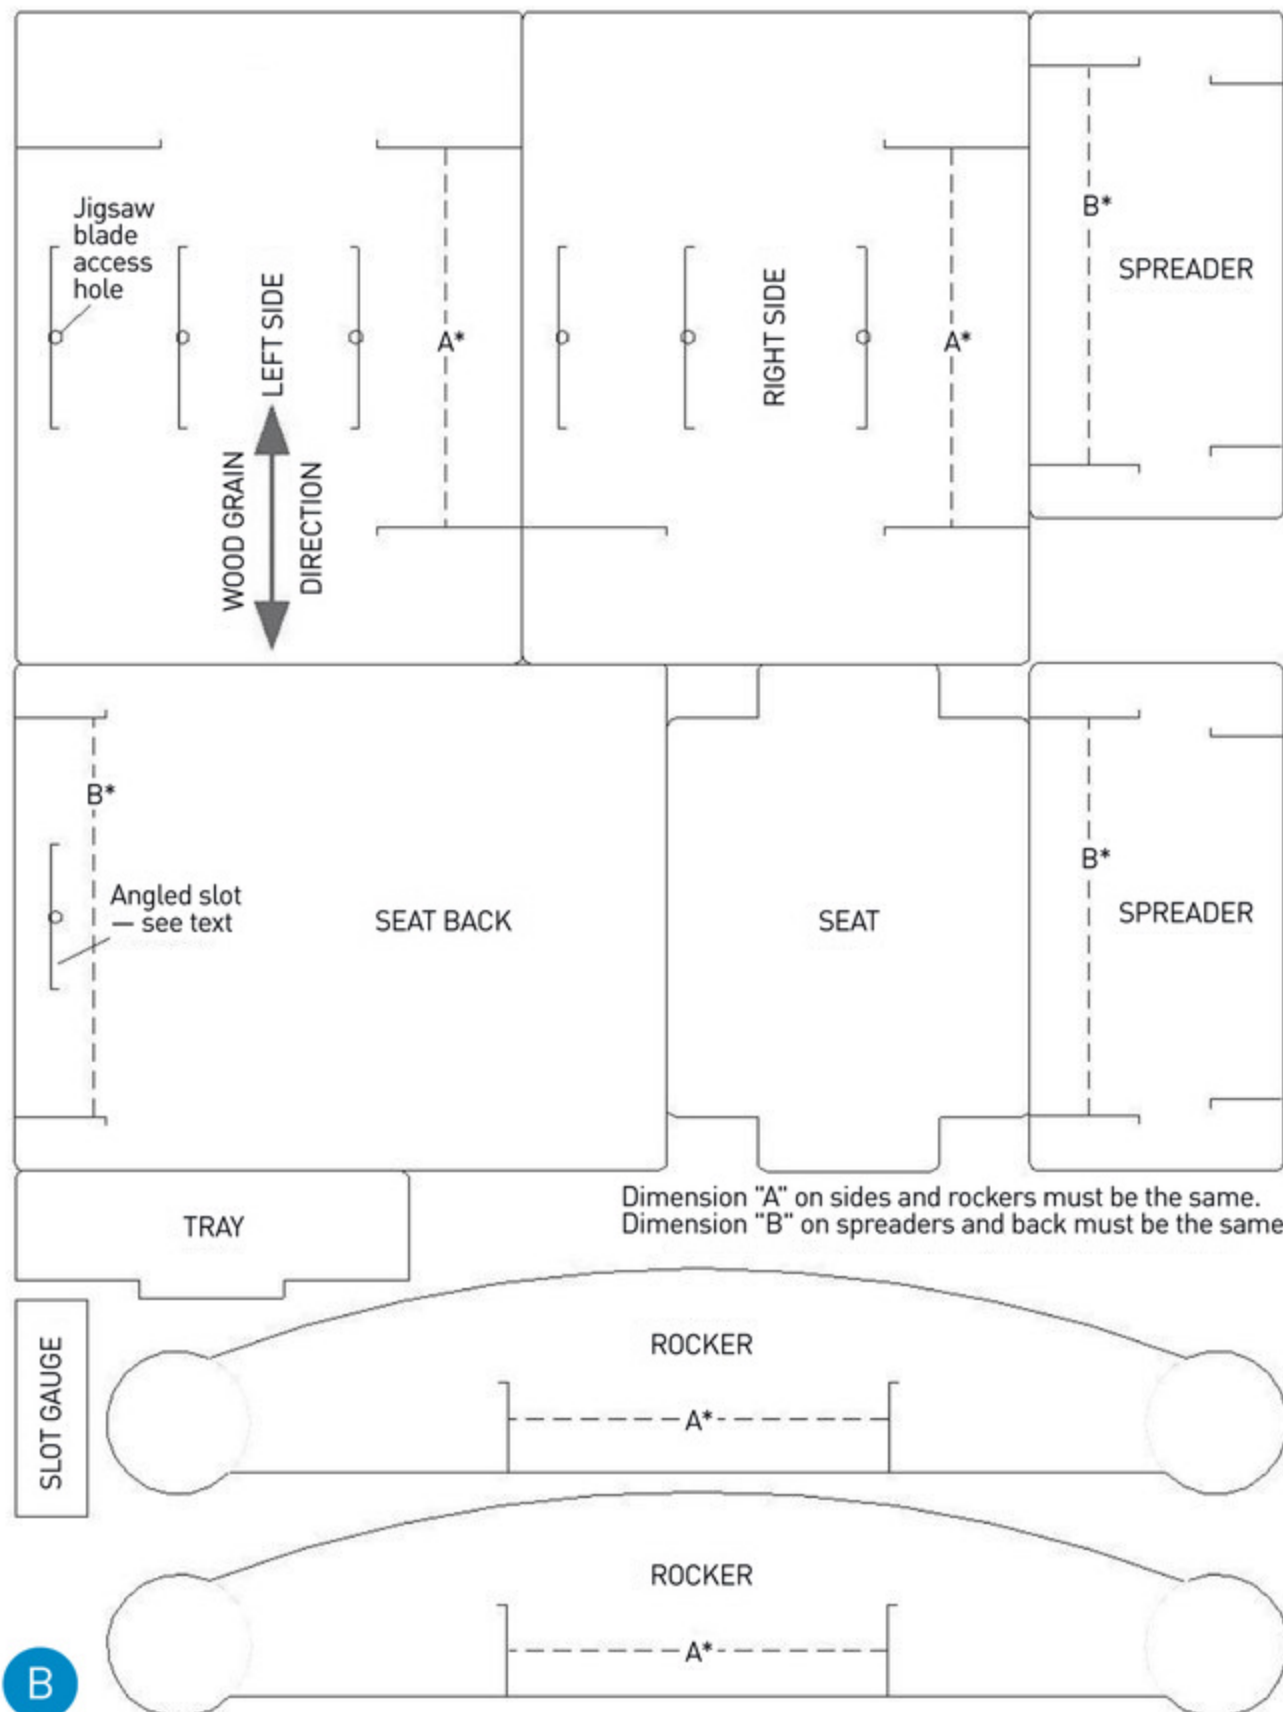 Jigsaw
blade
access
hole
LEFT SIDE
A*
RIGHT SIDE
A*
B*
SPREADER
WOOD GRAIN
DIRECTION
B*
Angled slot
— see text
SEAT BACK
SEAT
B*
SPREADER
TRAY
Dimension "A" on sides and rockers must be the same.
Dimension "B" on spreaders and back must be the same
SLOT GAUGE
ROCKER
A*
ROCKER
A*
B